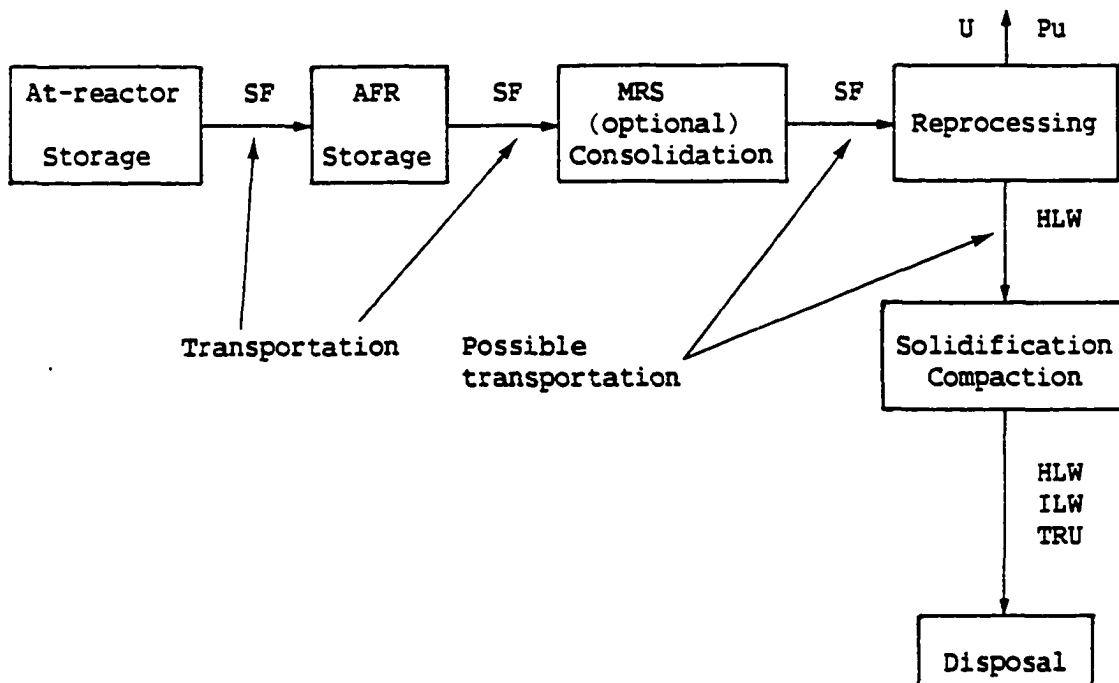 U Pu
At-reactor
Storage
SF
AFR
Storage
SF
MRS
(optional)
Consolidation
SF
Reprocessing
HLW
Transportation
Possible
transportation
Solidification
Compaction
HLW
ILW
TRU
Disposal